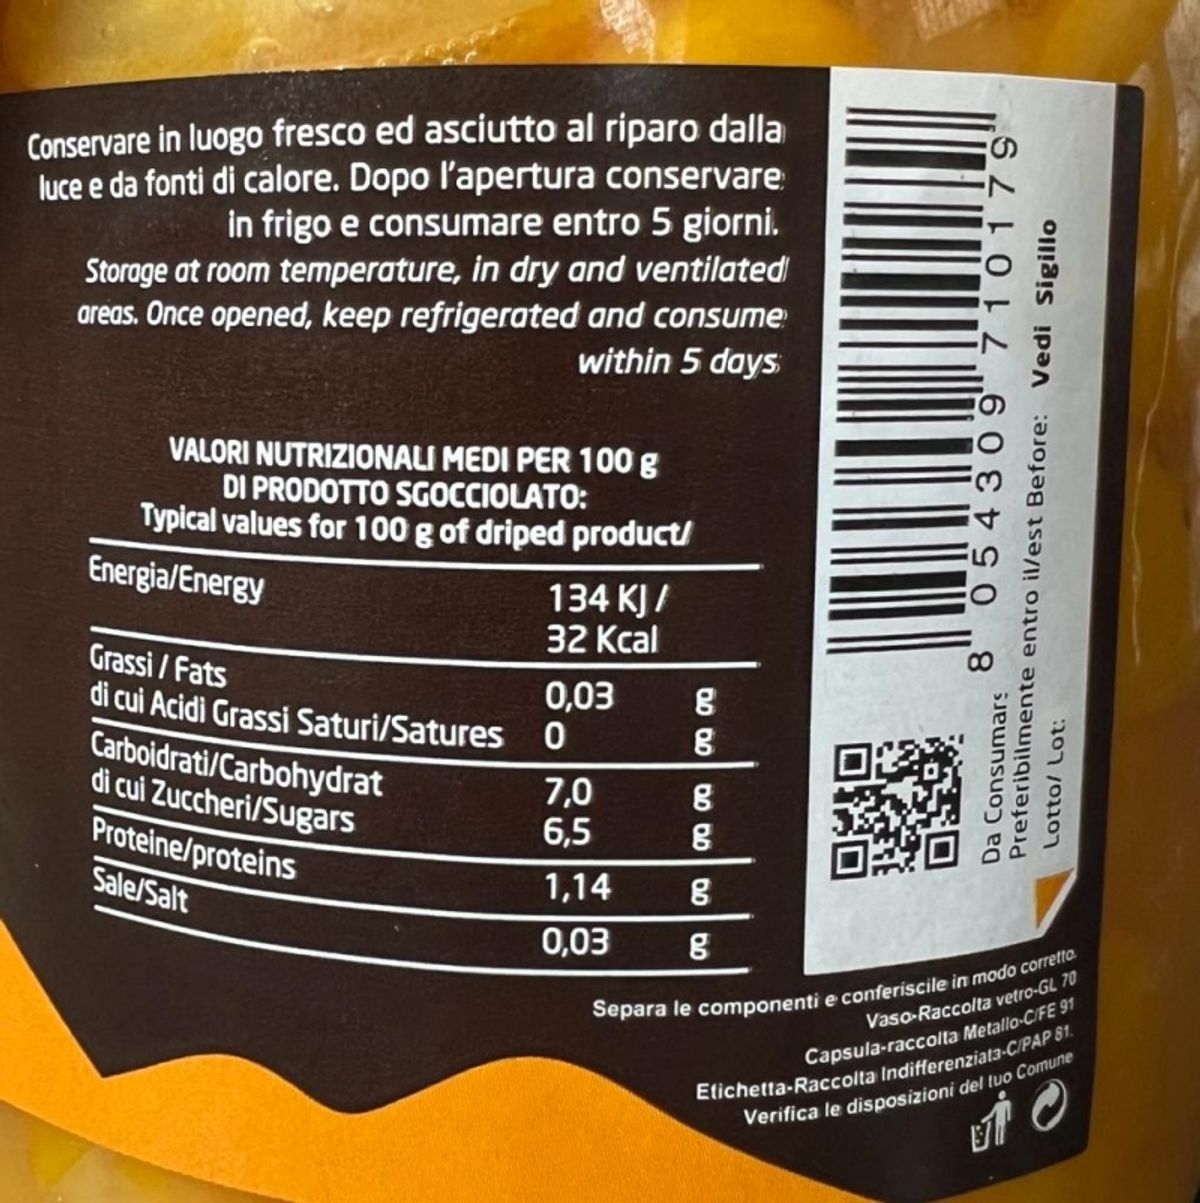 Conservare in luogo fresco ed asciutto al riparo dalla
luce e da fonti di calore. Dopo l'apertura conservare
in frigo e consumare entro 5 giorni.
Storage at room temperature, in dry and ventilated
areas. Once opened, keep refrigerated and consume
within 5 days
VALORI NUTRIZIONALI MEDI PER 100 g
DI PRODOTTO SGOCCIOLATO:
Typical values for 100 g of driped product/
Energia/Energy 134 KJ /
32 Kcal
Grassi / Fats 0,03 g
di cui Acidi Grassi Saturi/Satures 0 g
Carboidrati/Carbohydrat 7,0 g
di cui Zuccheri/Sugars 6,5 g
Proteine/proteins 1,14 g
Sale/Salt 0,03 g
8 054309 710179
Da Consumars
Preferibilmente entro il/est Before: Vedi Sigillo
Lotto/ Lot:
Separa le componenti e conferiscile in modo corretto.
Vaso-Raccolta vetro-GL 70
Capsula-raccolta Metallo-C/FE 91
Etichetta-Raccolta Indifferenziata-C/PAP 81.
Verifica le disposizioni del tuo Comune